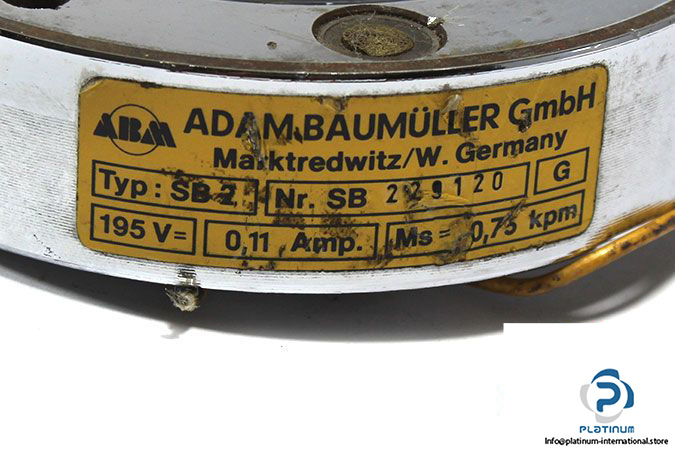 ABM
ADAM BAUMÜLLER GmbH
Marktredwitz/W. Germany
Typ: SB 2 Nr. SB 229120 G
195 V= 0,11 Amp. Ms = 0,75 kpm
P
PLATINUM
Info@platinum-international.store